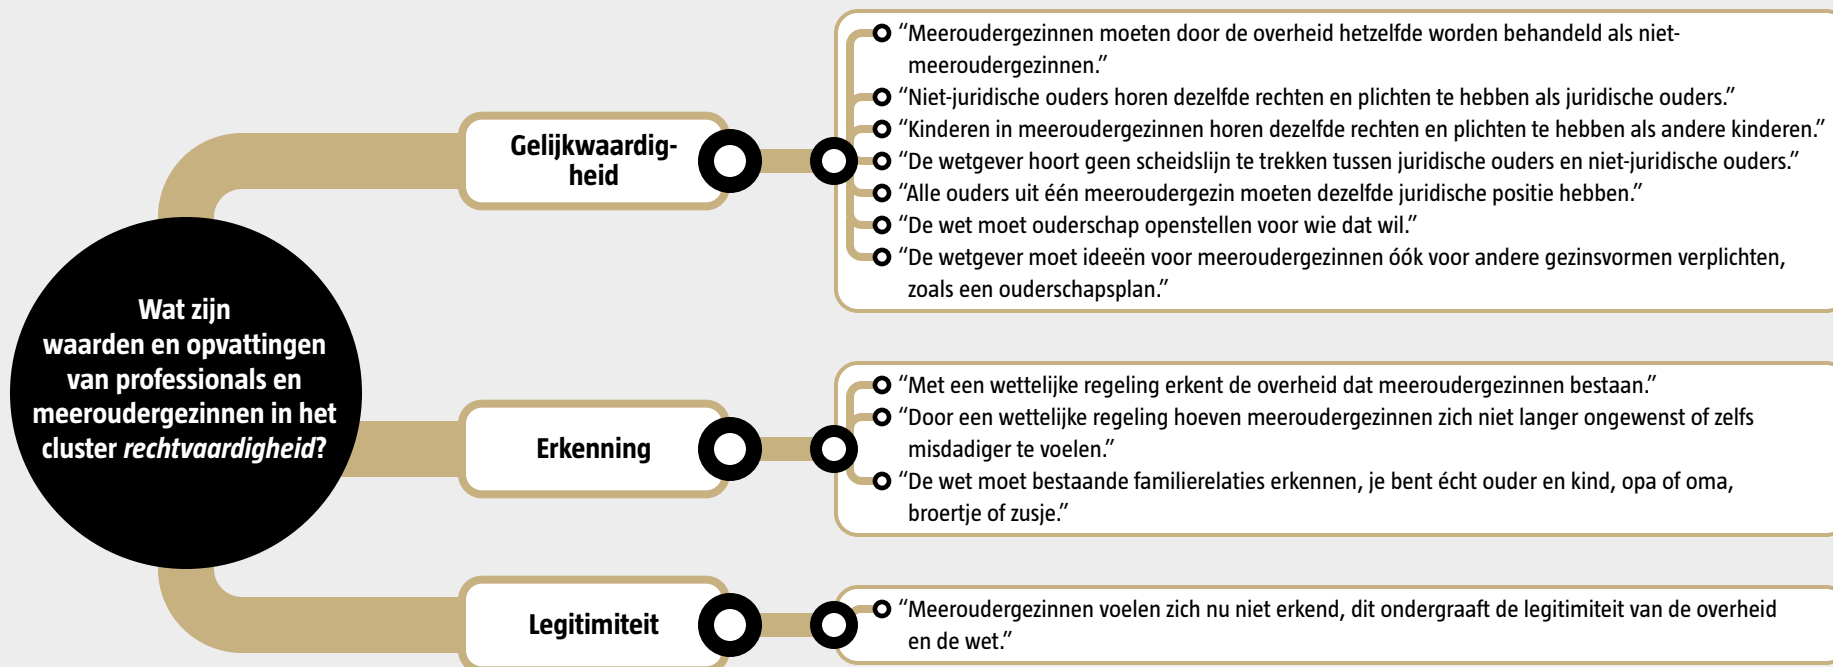 Wat zijn
waarden en opvattingen
van professionals en
meeroudergezinnen in het
cluster rechtvaardigheid?
Gelijkwaardig-
heid
“Meeroudergezinnen moeten door de overheid hetzelfde worden behandeld als niet-
meeroudergezinnen.”
“Niet-juridische ouders horen dezelfde rechten en plichten te hebben als juridische ouders.”
“Kinderen in meeroudergezinnen horen dezelfde rechten en plichten te hebben als andere kinderen.”
“De wetgever hoort geen scheidslijn te trekken tussen juridische ouders en niet-juridische ouders.”
“Alle ouders uit één meeroudergezin moeten dezelfde juridische positie hebben.”
“De wet moet ouderschap openstellen voor wie dat wil.”
“De wetgever moet ideeën voor meeroudergezinnen óók voor andere gezinsvormen verplichten,
zoals een ouderschapsplan.”
Erkenning
“Met een wettelijke regeling erkent de overheid dat meeroudergezinnen bestaan.”
“Door een wettelijke regeling hoeven meeroudergezinnen zich niet langer ongewenst of zelfs
misdadiger te voelen.”
“De wet moet bestaande familierelaties erkennen, je bent écht ouder en kind, opa of oma,
broertje of zusje.”
Legitimiteit
“Meeroudergezinnen voelen zich nu niet erkend, dit ondergraaft de legitimiteit van de overheid
en de wet.”